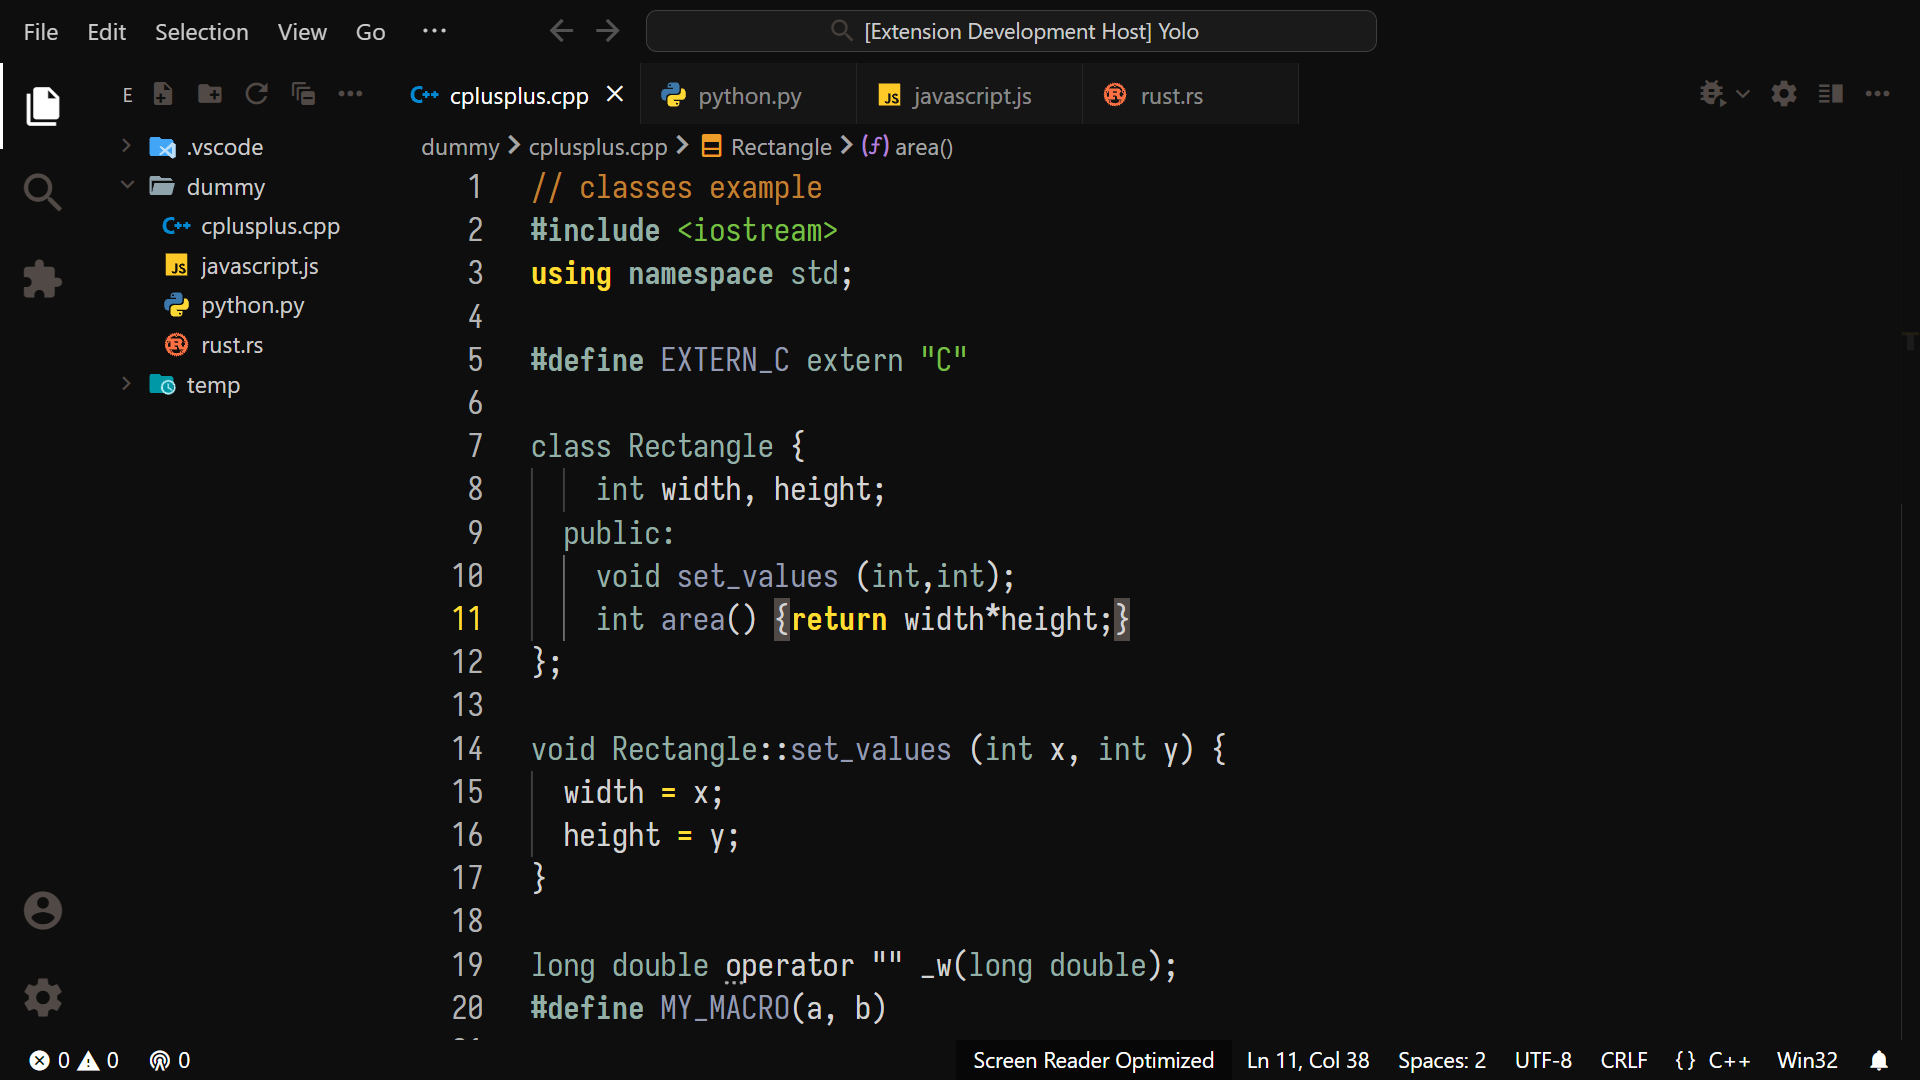 File Edit Selection View Go ···
[Extension Development Host] Yolo
E
cplusplus.cpp
python.py
javascript.js
rust.rs
.vscode
dummy
cplusplus.cpp
javascript.js
python.py
rust.rs
temp
dummy > cplusplus.cpp > Rectangle > area()
1 // classes example
2 #include <iostream>
3 using namespace std;
4
5 #define EXTERN_C extern "C"
6
7 class Rectangle {
8 int width, height;
9 public:
10 void set_values (int,int);
11 int area() {return width*height;}
12 };
13
14 void Rectangle::set_values (int x, int y) {
15 width = x;
16 height = y;
17 }
18
19 long double operator "" _w(long double);
20 #define MY_MACRO(a, b)
0 0 0
Screen Reader Optimized Ln 11, Col 38 Spaces: 2 UTF-8 CRLF {} C++ Win32